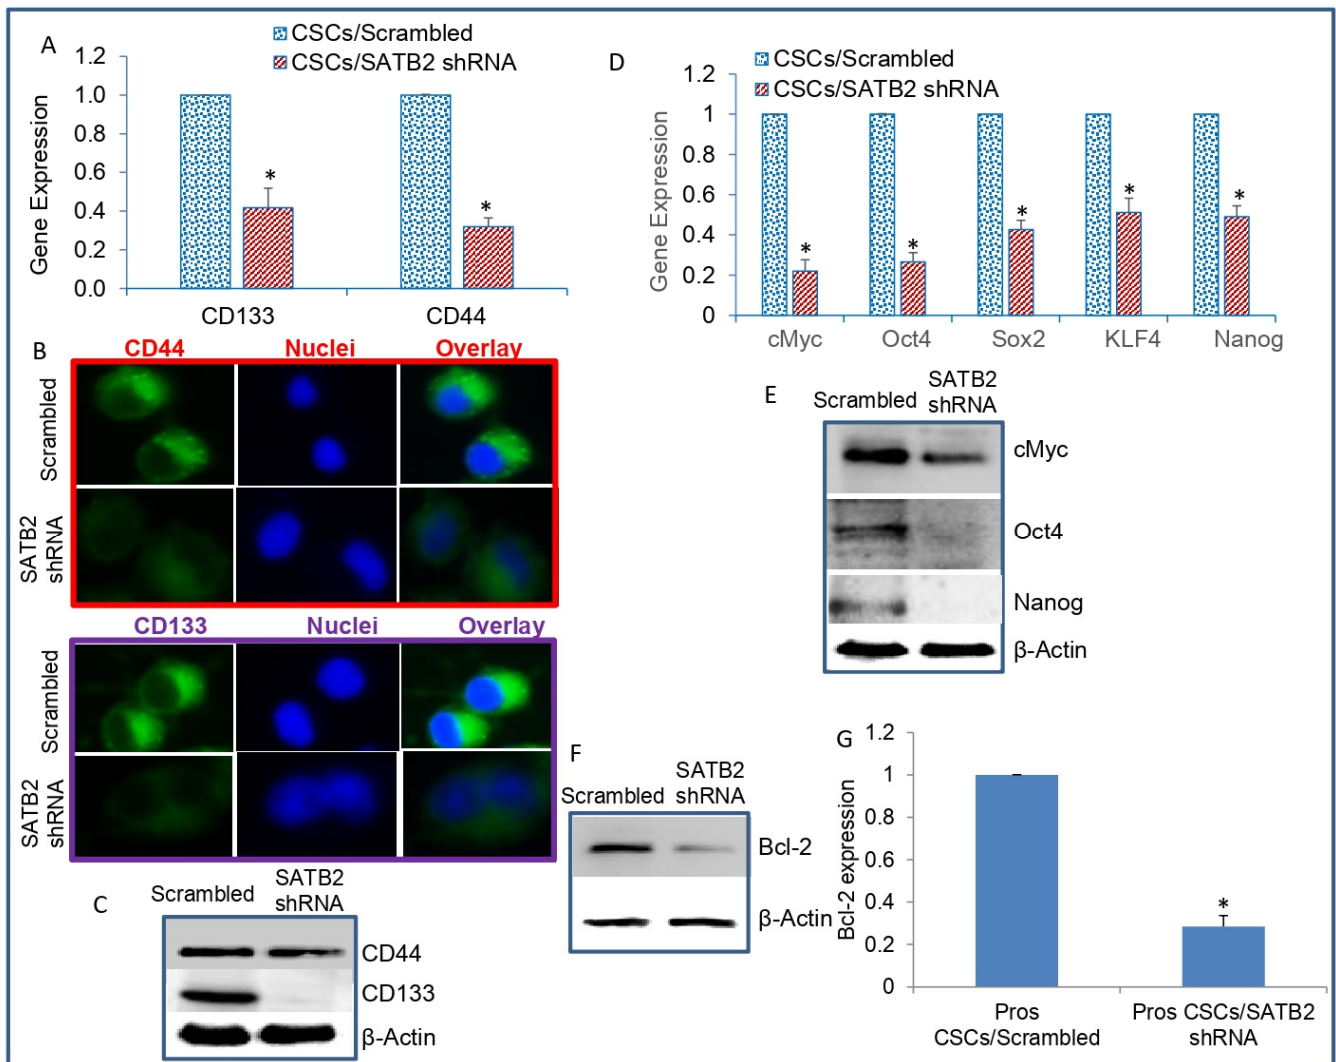 A
CSCs/Scrambled
CSCs/SATB2 shRNA
1.2
1.0
0.8
0.6
0.4
0.2
0.0
Gene Expression
*
*
CD133
CD44
B
CD44
Nuclei
Overlay
Scrambled
SATB2
shRNA
CD133
Nuclei
Overlay
Scrambled
SATB2
shRNA
C
Scrambled
SATB2
shRNA
CD44
CD133
β-Actin
D
CSCs/Scrambled
CSCs/SATB2 shRNA
1.2
1
0.8
0.6
0.4
0.2
0
Gene Expression
*
*
*
*
*
cMyc
Oct4
Sox2
KLF4
Nanog
E
Scrambled
SATB2
shRNA
cMyc
Oct4
Nanog
β-Actin
F
Scrambled
SATB2
shRNA
Bcl-2
β-Actin
G
1.2
1
0.8
0.6
0.4
0.2
0
Bcl-2 expression
*
Pros
CSCs/Scrambled
Pros CSCs/SATB2
shRNA